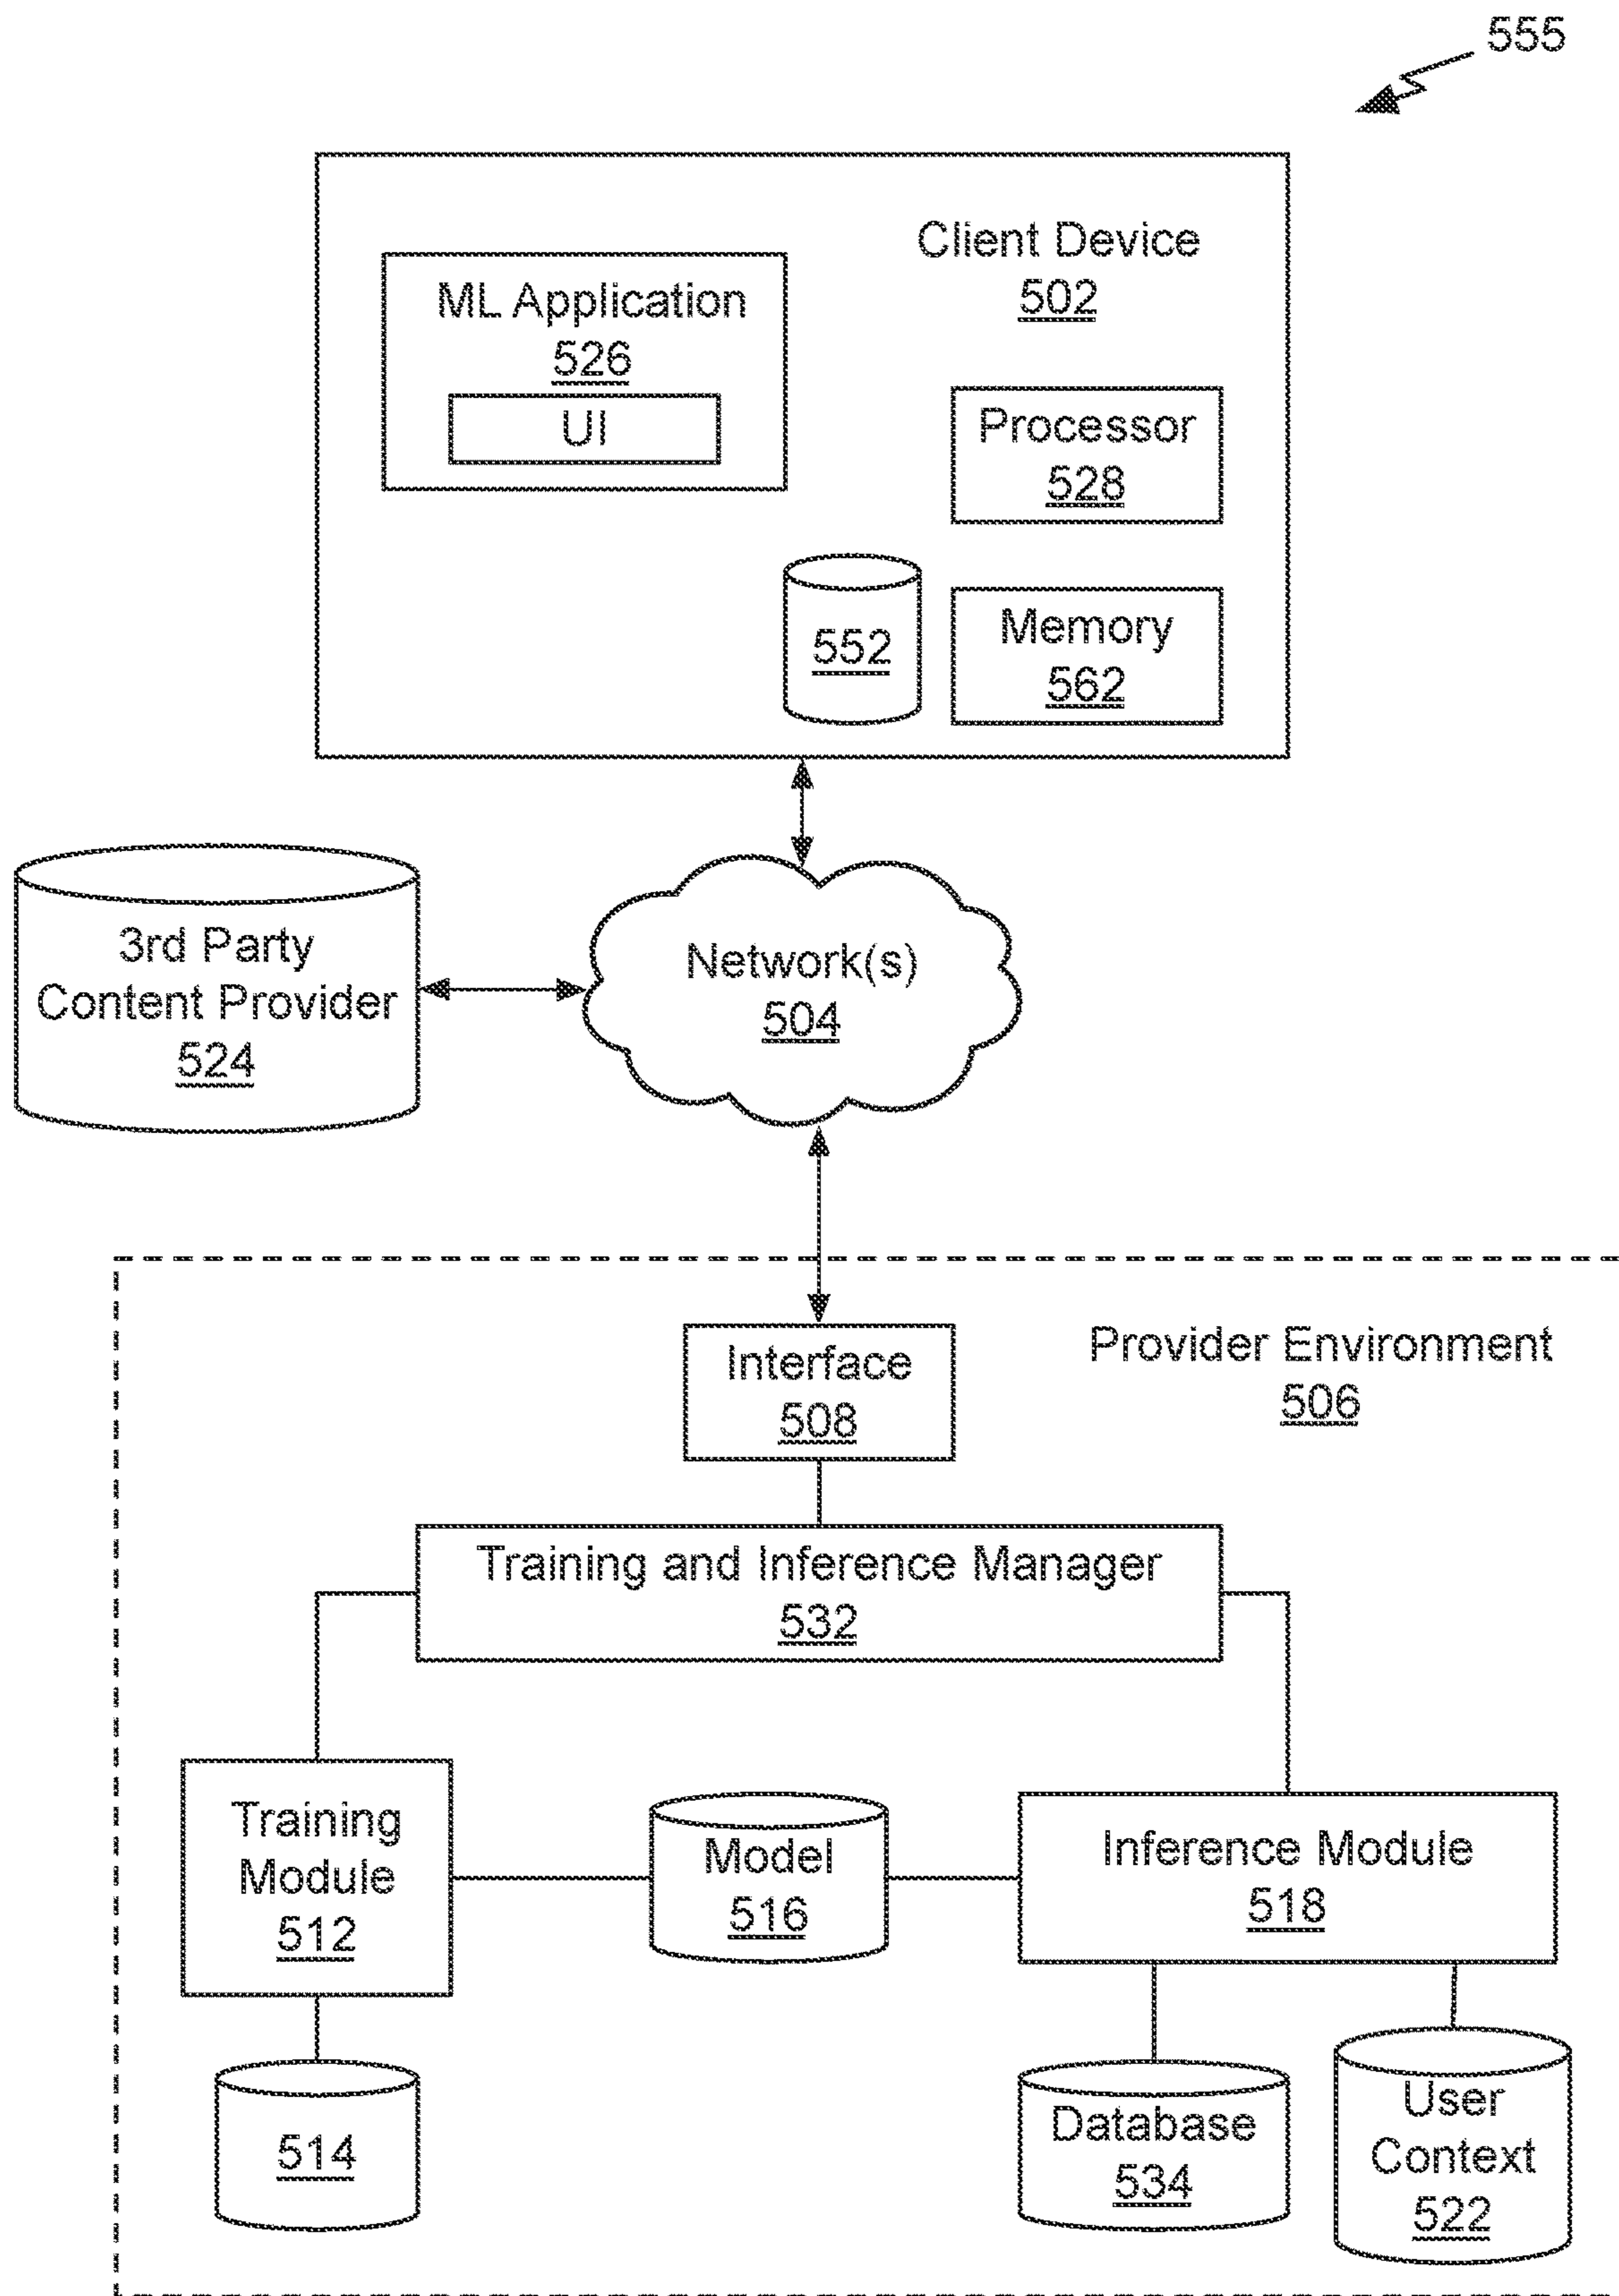 555
Client Device
502
ML Application
526
UI
Processor
528
552
Memory
562
3rd Party
Content Provider
524
Network(s)
504
Provider Environment
506
Interface
508
Training and Inference Manager
532
Training
Module
512
Model
516
Inference Module
518
514
Database
534
User
Context
522